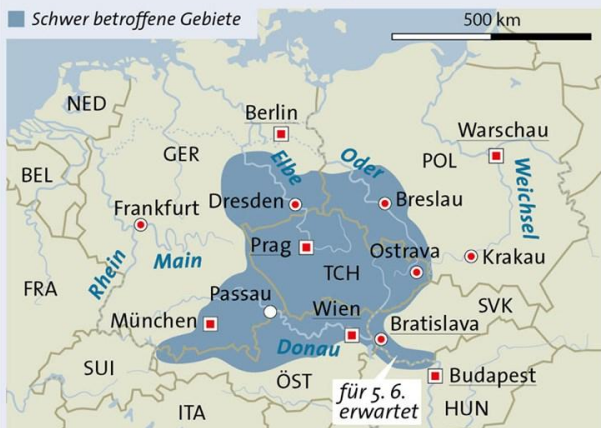 Schwer betroffene Gebiete
500 km
NED
Berlin
Warschau
GER
Elbe
Oder
POL
BEL
Weichsel
Frankfurt
Dresden
Breslau
Rhein
Main
Prag
Ostrava
Krakau
TCH
FRA
Passau
SVK
München
Wien
Bratislava
Donau
SUI
ÖST
für 5. 6.
erwartet
Budapest
ITA
HUN